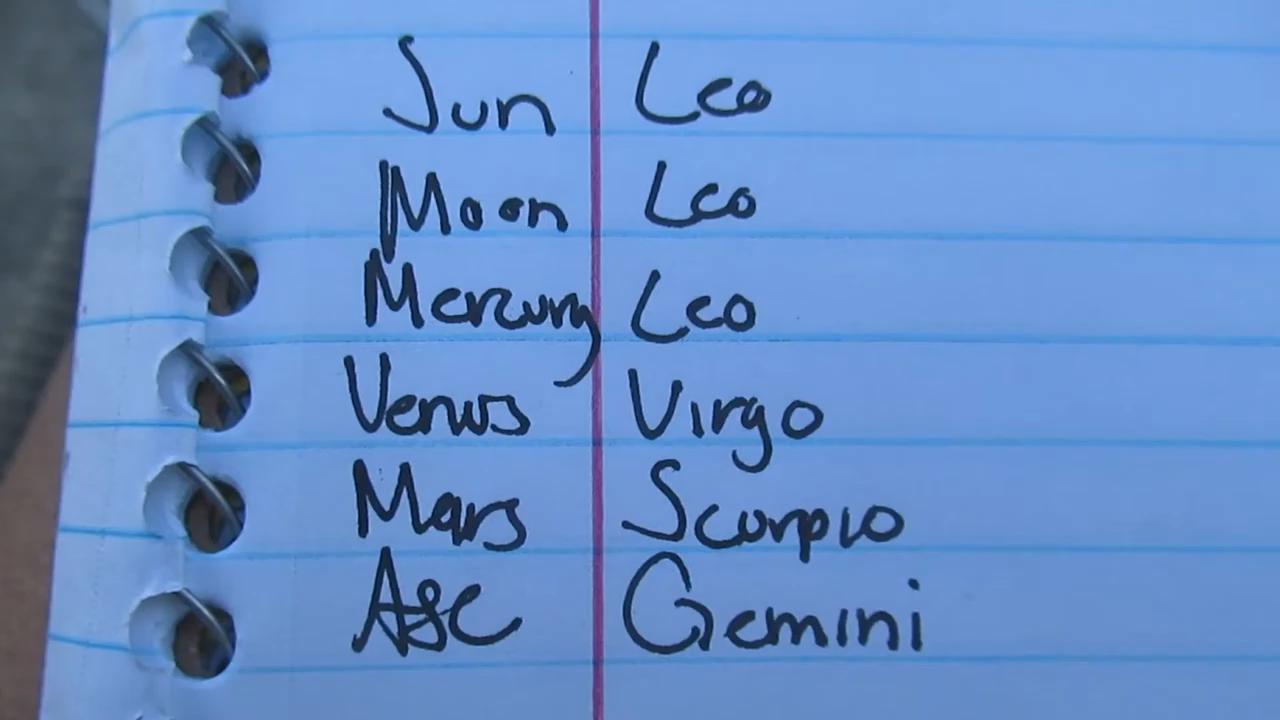 Sun Leo
Moon Leo
Mercury Leo
Venus Virgo
Mars Scorpio
Asc Gemini